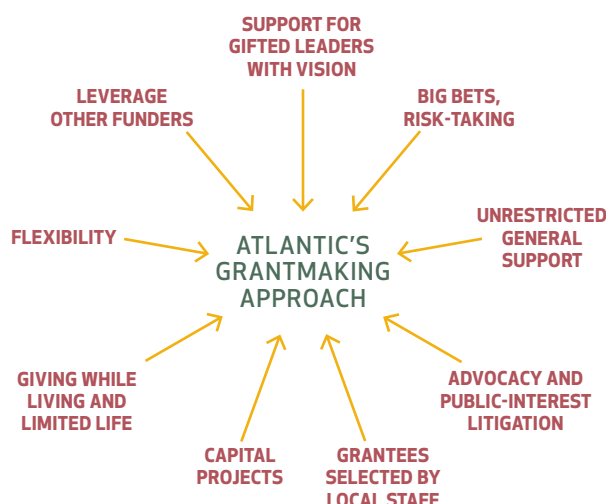 SUPPORT FOR
GIFTED LEADERS
WITH VISION
LEVERAGE
OTHER FUNDERS
BIG BETS,
RISK-TAKING
FLEXIBILITY
ATLANTIC'S
GRANTMAKING
APPROACH
UNRESTRICTED
GENERAL
SUPPORT
GIVING WHILE
LIVING AND
LIMITED LIFE
ADVOCACY AND
PUBLIC-INTEREST
LITIGATION
CAPITAL
PROJECTS
GRANTEES
SELECTED BY
LOCAL STAFF